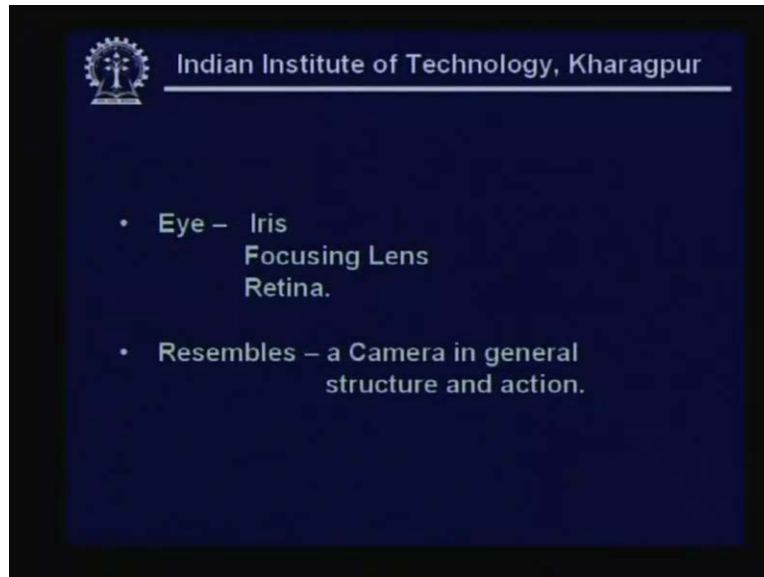 Indian Institute of Technology, Kharagpur
• Eye – Iris
Focusing Lens
Retina.
• Resembles – a Camera in general
structure and action.